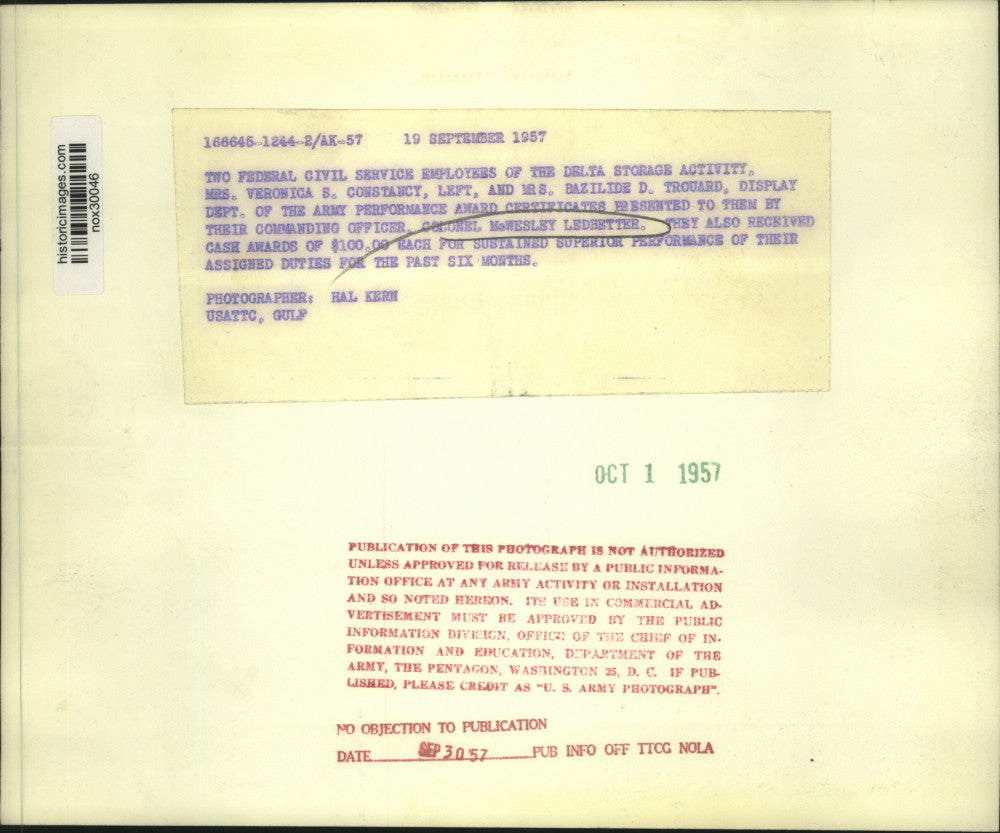 historicimages.com
nox30046
166645-1244-2/AK-57 19 SEPTEMBER 1957
TWO FEDERAL CIVIL SERVICE EMPLOYEES OF THE DELTA STORAGE ACTIVITY,
MRS. VERONICA S. CONSTANCY, LEFT, AND MRS. BAZILIDE D. TROUARD, DISPLAY
DEPT. OF THE ARMY PERFORMANCE AWARD CERTIFICATES PRESENTED TO THEM BY
THEIR COMMANDING OFFICER, COLONEL McWESLEY LEDBETTER. THEY ALSO RECEIVED
CASH AWARDS OF $100.00 EACH FOR SUSTAINED SUPERIOR PERFORMANCE OF THEIR
ASSIGNED DUTIES FOR THE PAST SIX MONTHS.
PHOTOGRAPHER: HAL KERN
USATTC, GULF
OCT 1 1957
PUBLICATION OF THIS PHOTOGRAPH IS NOT AUTHORIZED
UNLESS APPROVED FOR RELEASE BY A PUBLIC INFORMA-
TION OFFICE AT ANY ARMY ACTIVITY OR INSTALLATION
AND SO NOTED HEREON. ITS USE IN COMMERCIAL AD-
VERTISEMENT MUST BE APPROVED BY THE PUBLIC
INFORMATION DIVISION, OFFICE OF THE CHIEF OF IN-
FORMATION AND EDUCATION, DEPARTMENT OF THE
ARMY, THE PENTAGON, WASHINGTON 25, D. C. IF PUB-
LISHED, PLEASE CREDIT AS "U. S. ARMY PHOTOGRAPH".
NO OBJECTION TO PUBLICATION
DATE SEP 30 57 PUB INFO OFF TTCG NOLA